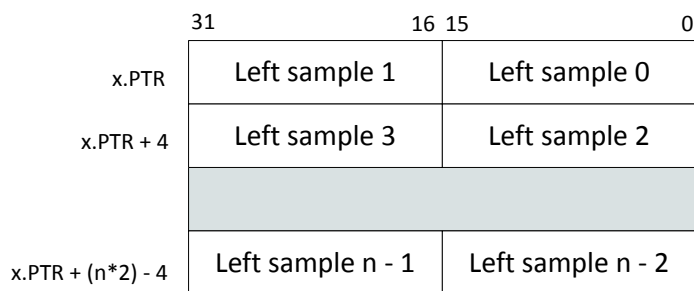 31 16 15 0
x.PTR Left sample 1 Left sample 0
x.PTR + 4 Left sample 3 Left sample 2
x.PTR + (n*2) - 4 Left sample n - 1 Left sample n - 2